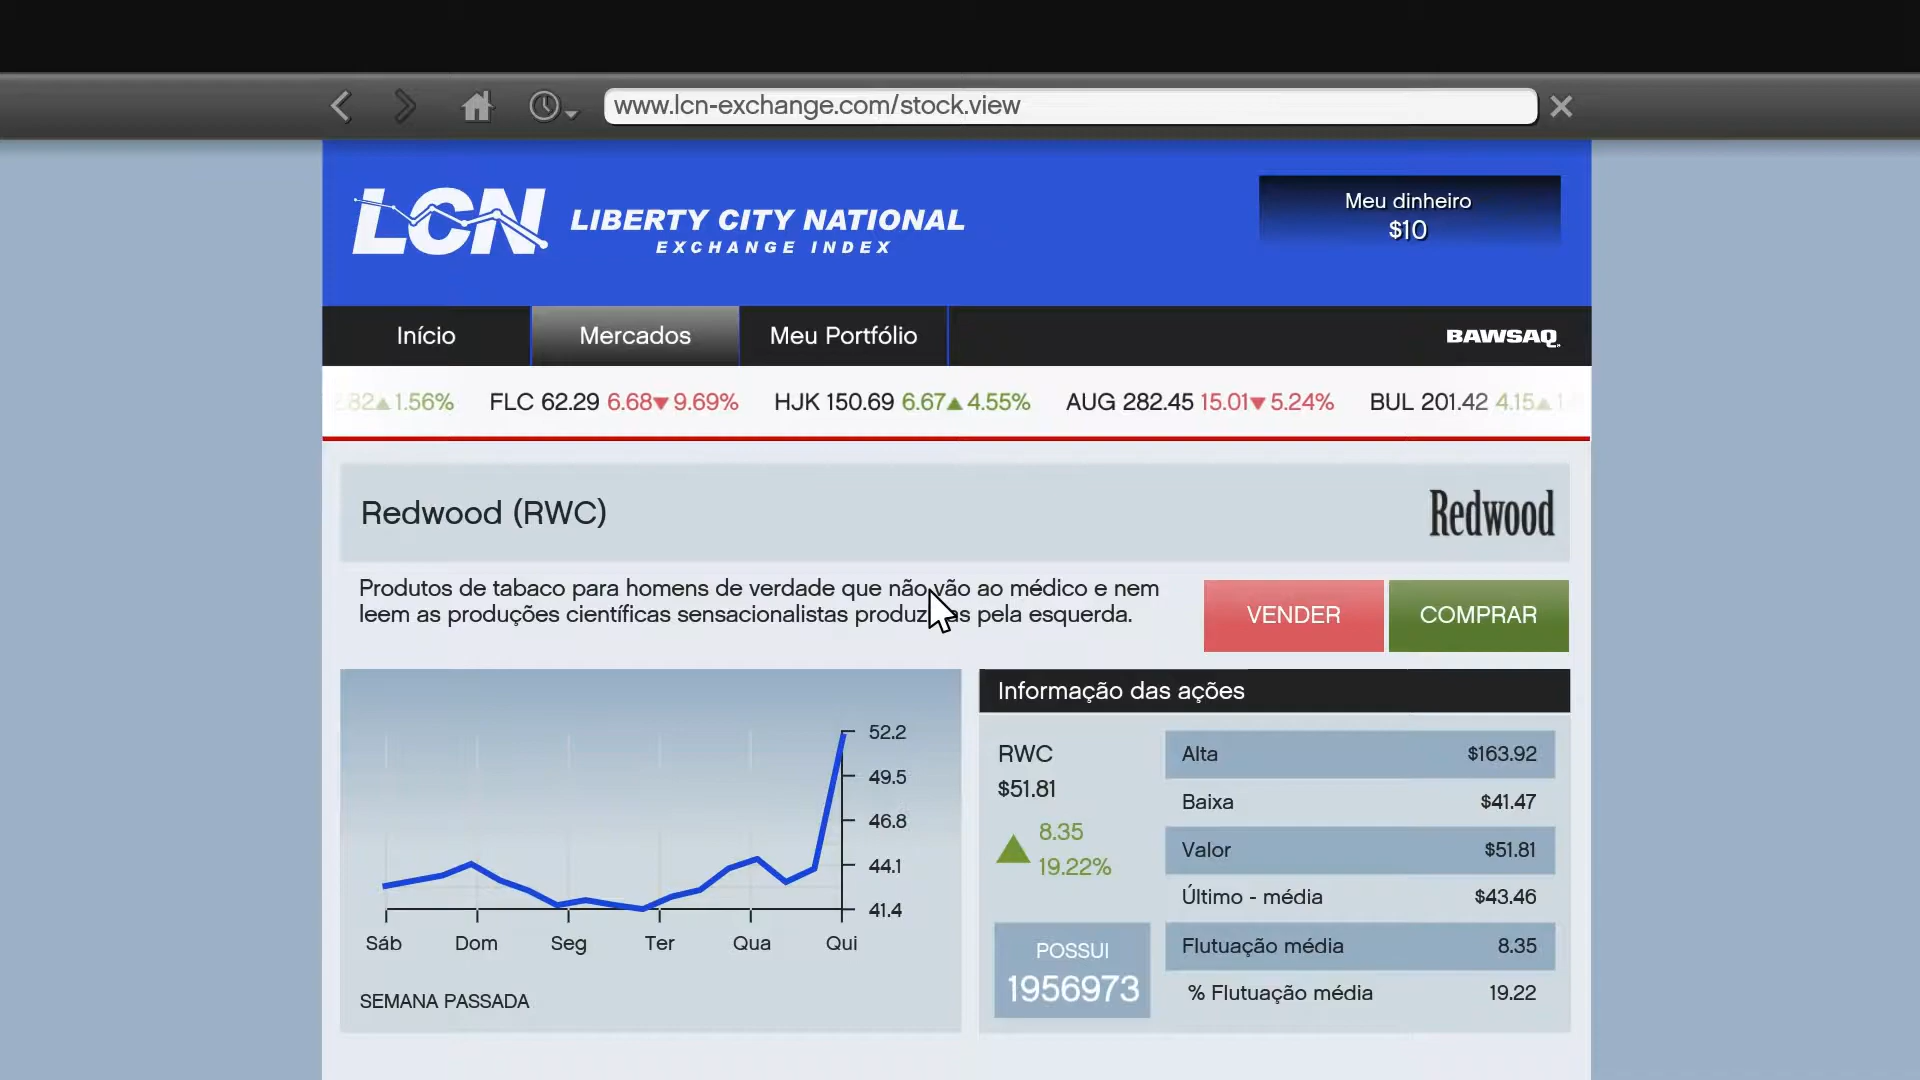 www.lcn-exchange.com/stock.view
LCN LIBERTY CITY NATIONAL
EXCHANGE INDEX
Meu dinheiro
$10
Início Mercados Meu Portfólio BAWSAQ
82▲1.56% FLC 62.29 6.68▼9.69% HJK 150.69 6.67▲4.55% AUG 282.45 15.01▼5.24% BUL 201.42 4.15▲
Redwood (RWC) Redwood
Produtos de tabaco para homens de verdade que não vão ao médico e nem
leem as produções científicas sensacionalistas produzidas pela esquerda.
VENDER COMPRAR
52.2
49.5
46.8
44.1
41.4
Sáb Dom Seg Ter Qua Qui
SEMANA PASSADA
Informação das ações
RWC
$51.81
▲ 8.35
19.22%
POSSUI
1956973
Alta $163.92
Baixa $41.47
Valor $51.81
Último - média $43.46
Flutuação média 8.35
% Flutuação média 19.22